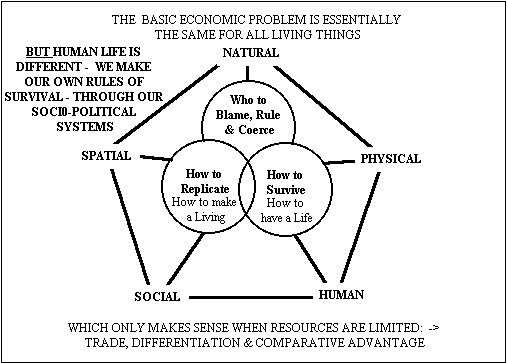 THE BASIC ECONOMIC PROBLEM IS ESSENTIALLY
THE SAME FOR ALL LIVING THINGS
BUT HUMAN LIFE IS
DIFFERENT - WE MAKE
OUR OWN RULES OF
SURVIVAL - THROUGH OUR
SOCI0-POLITICAL
SYSTEMS
NATURAL
Who to
Blame, Rule
& Coerce
SPATIAL
PHYSICAL
How to
Replicate
How to make
a Living
How to
Survive
How to
have a Life
SOCIAL
HUMAN
WHICH ONLY MAKES SENSE WHEN RESOURCES ARE LIMITED: ->
TRADE, DIFFERENTIATION & COMPARATIVE ADVANTAGE